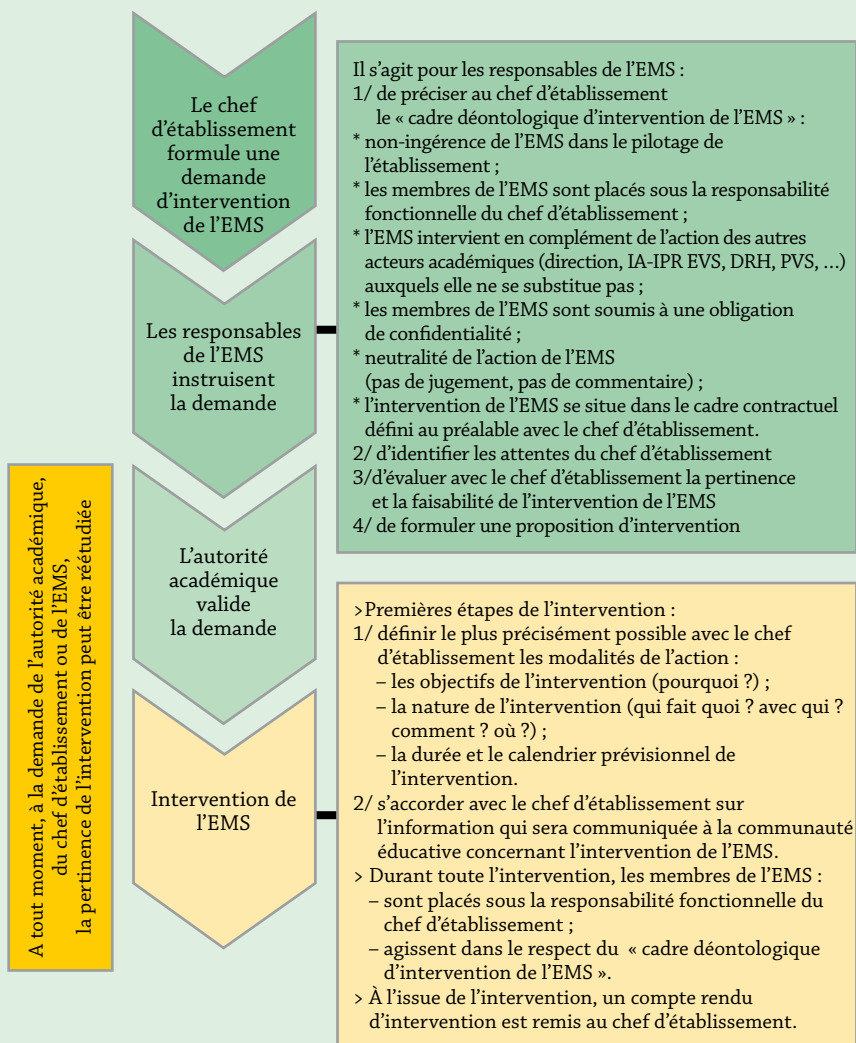 Le chef
d’établissement
formule une
demande
d’intervention
de l’EMS
Les responsables
de l’EMS
instruisent
la demande
Il s’agit pour les responsables de l’EMS :
1/ de préciser au chef d’établissement
le « cadre déontologique d’intervention de l’EMS » :
* non-ingérence de l’EMS dans le pilotage de
l’établissement ;
* les membres de l’EMS sont placés sous la responsabilité
fonctionnelle du chef d’établissement ;
* l’EMS intervient en complément de l’action des autres
acteurs académiques (direction, IA-IPR EVS, DRH, PVS, …)
auxquels elle ne se substitue pas ;
* les membres de l’EMS sont soumis à une obligation
de confidentialité ;
* neutralité de l’action de l’EMS
(pas de jugement, pas de commentaire) ;
* l’intervention de l’EMS se situe dans le cadre contractuel
défini au préalable avec le chef d’établissement.
2/ d’identifier les attentes du chef d’établissement
3/d’évaluer avec le chef d’établissement la pertinence
et la faisabilité de l’intervention de l’EMS
4/ de formuler une proposition d’intervention
L’autorité
académique
valide
la demande
Intervention de
l’EMS
>Premières étapes de l’intervention :
1/ définir le plus précisément possible avec le chef
d’établissement les modalités de l’action :
– les objectifs de l’intervention (pourquoi ?) ;
– la nature de l’intervention (qui fait quoi ? avec qui ?
comment ? où ?) ;
– la durée et le calendrier prévisionnel de
l’intervention.
2/ s’accorder avec le chef d’établissement sur
l’information qui sera communiquée à la communauté
éducative concernant l’intervention de l’EMS.
> Durant toute l’intervention, les membres de l’EMS :
– sont placés sous la responsabilité fonctionnelle du
chef d’établissement ;
– agissent dans le respect du « cadre déontologique
d’intervention de l’EMS ».
> À l’issue de l’intervention, un compte rendu
d’intervention est remis au chef d’établissement.
A tout moment, à la demande de l’autorité académique,
du chef d’établissement ou de l’EMS,
la pertinence de l’intervention peut être réétudiée